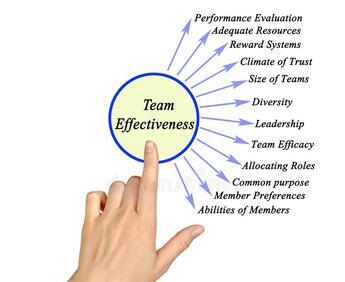 Performance Evaluation
Adequate Resources
Reward Systems
Climate of Trust
Size of Teams
Team
Effectiveness
Diversity
Leadership
Team Efficacy
Allocating Roles
Common purpose
Member Preferences
Abilities of Members